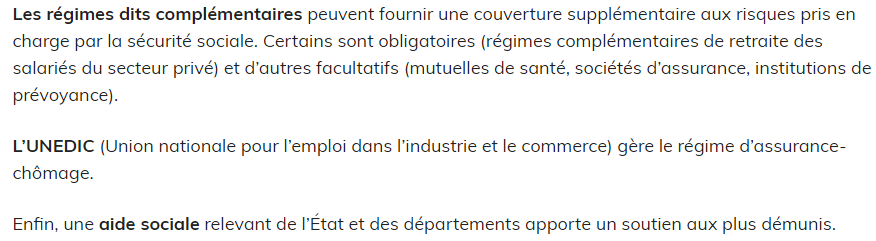 Les régimes dits complémentaires peuvent fournir une couverture supplémentaire aux risques pris en
charge par la sécurité sociale. Certains sont obligatoires (régimes complémentaires de retraite des
salariés du secteur privé) et d’autres facultatifs (mutuelles de santé, sociétés d’assurance, institutions de
prévoyance).
L’UNEDIC (Union nationale pour l’emploi dans l’industrie et le commerce) gère le régime d’assurance-
chômage.
Enfin, une aide sociale relevant de l’État et des départements apporte un soutien aux plus démunis.